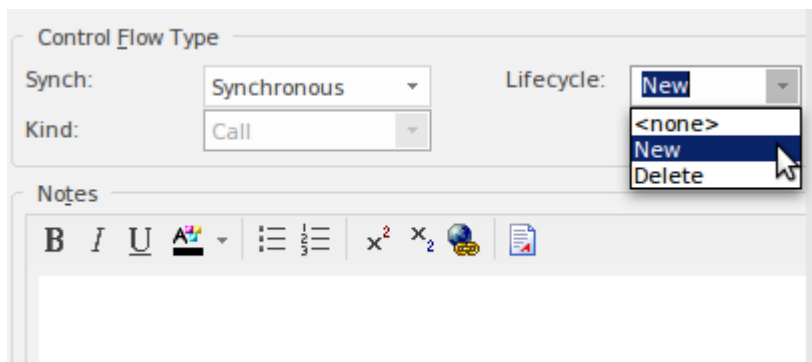 Control Flow Type
Synch: Synchronous Lifecycle: New
Kind: Call <none>
New
Delete
Notes
B I U A x² x₂